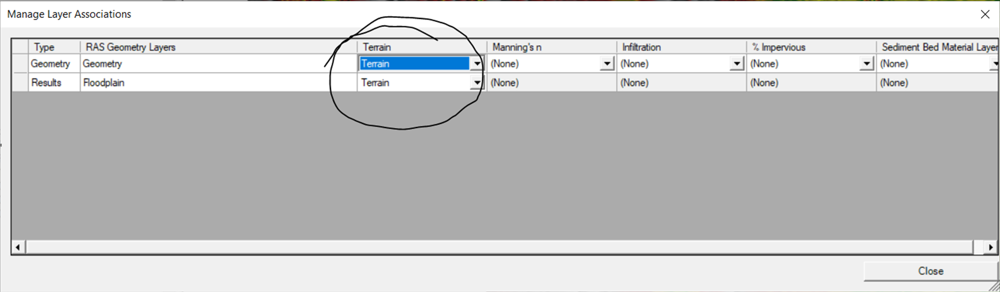 Manage Layer Associations
Type RAS Geometry Layers Terrain Manning's n Infiltration % Impervious Sediment Bed Material Layer
Geometry Geometry Terrain (None) (None) (None) (None)
Results Floodplain Terrain (None) (None) (None) (None)
Close